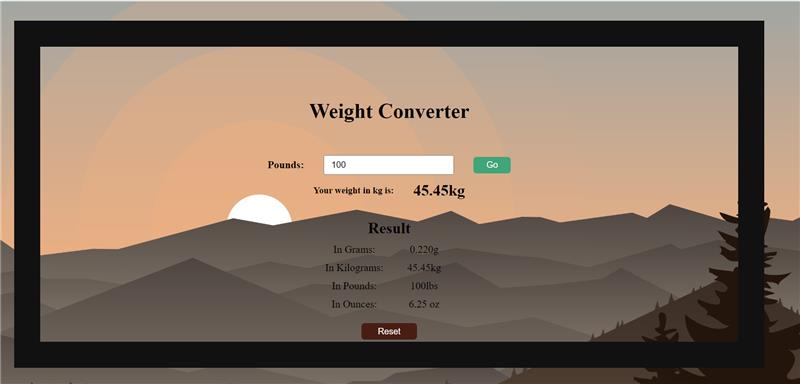 Weight Converter
Pounds: 100 Go
Your weight in kg is: 45.45kg
Result
In Grams: 0.220g
In Kilograms: 45.45kg
In Pounds: 100lbs
In Ounces: 6.25 oz
Reset